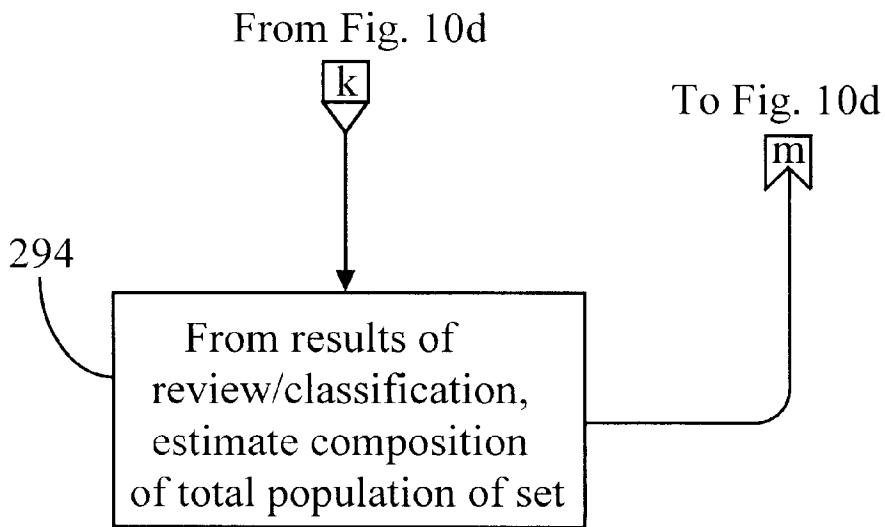 From Fig. 10d
k
To Fig. 10d
m
294
From results of
review/classification,
estimate composition
of total population of set